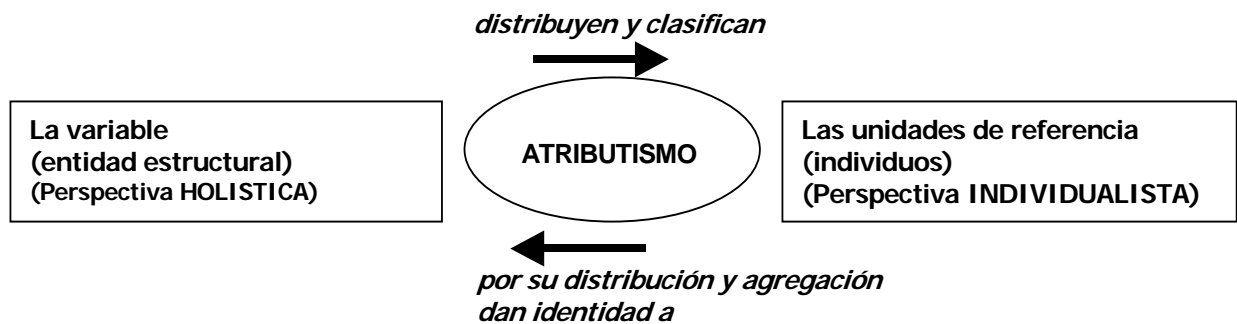 distribuyen y clasifican
La variable
(entidad estructural)
(Perspectiva HOLISTICA)
ATRIBUTISMO
Las unidades de referencia
(individuos)
(Perspectiva INDIVIDUALISTA)
por su distribución y agregación
dan identidad a